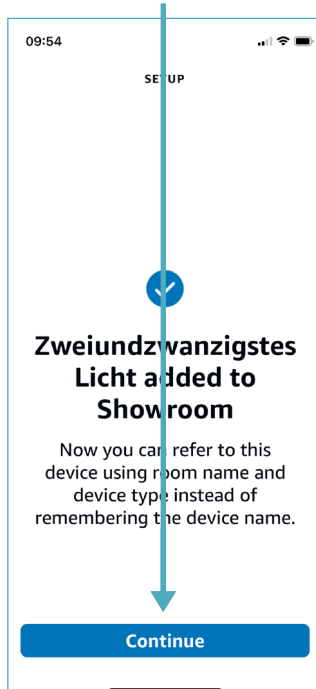 09:54
SETUP
Zweiundzwanzigstes
Licht added to
Showroom
Now you can refer to this
device using room name and
device type instead of
remembering the device name.
Continue